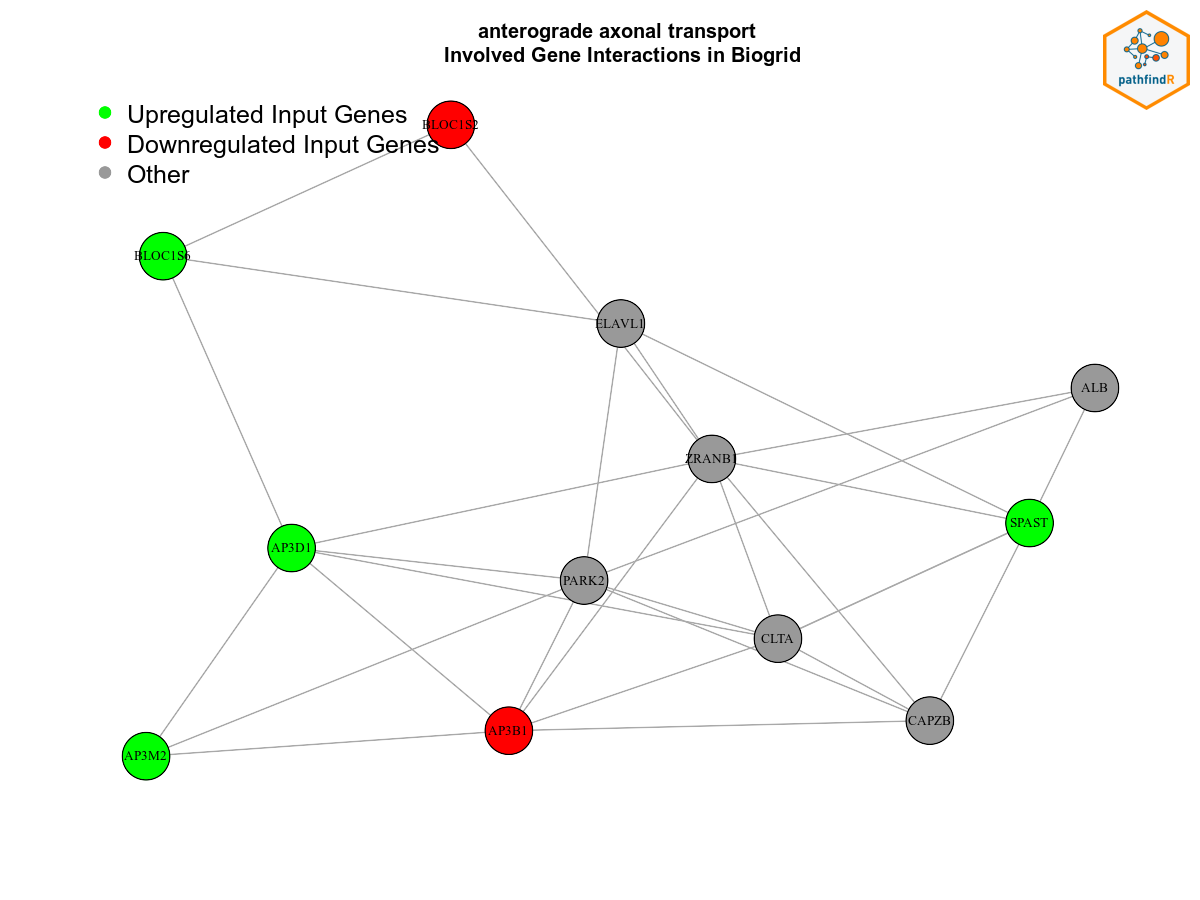 anterograde axonal transport
Involved Gene Interactions in Biogrid
pathfindR
Upregulated Input Genes
Downregulated Input Genes
Other
BLOC1S2
BLOC1S6
ELAVL1
ALB
ZRANB1
SPAST
AP3D1
PARK2
CLTA
CAPZB
AP3B1
AP3M2